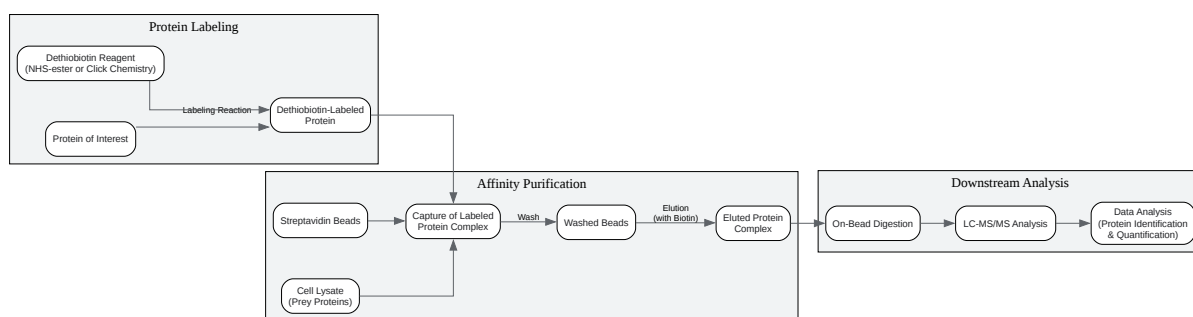 Protein Labeling
Dethiobiotin Reagent
(NHS-ester or Click Chemistry)
Labeling Reaction
Dethiobiotin-Labeled
Protein
Protein of Interest
Affinity Purification
Streptavidin Beads
Capture of Labeled
Protein Complex
Wash
Washed Beads
Elution
(with Biotin)
Eluted Protein
Complex
Cell Lysate
(Prey Proteins)
Downstream Analysis
On-Bead Digestion
LC-MS/MS Analysis
Data Analysis
(Protein Identification
& Quantification)